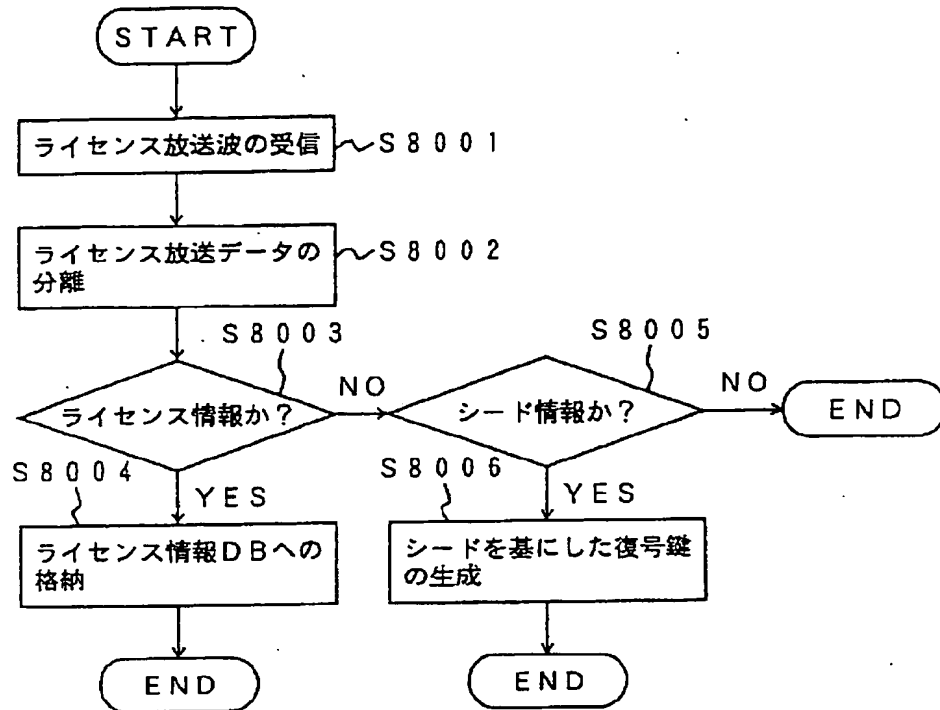 START
ライセンス放送波の受信
S8001
ライセンス放送データの
分離
S8002
S8003
ライセンス情報か?
NO
S8005
シード情報か?
NO
END
S8004
YES
ライセンス情報DBへの
格納
END
S8006
YES
シードを基にした復号鍵
の生成
END